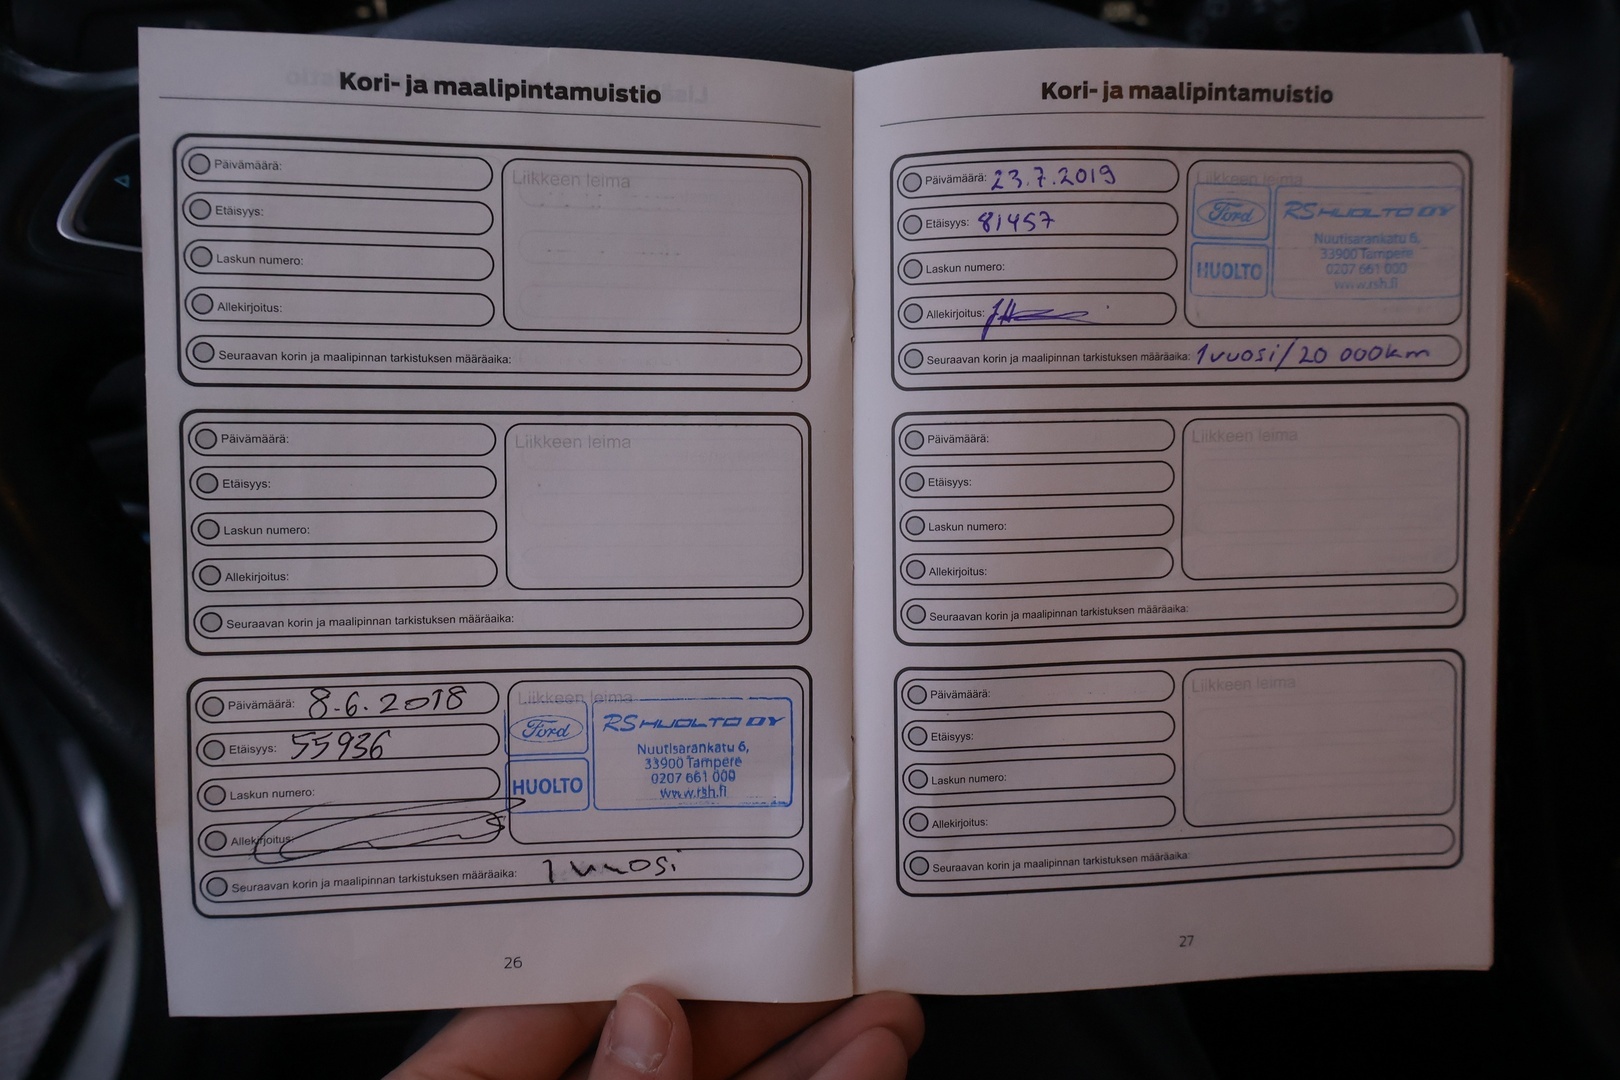 Kori- ja maalipintamuistio
Päivämäärä:
Etäisyys:
Laskun numero:
Allekirjoitus:
Liikkeen leima
Seuraavan korin ja maalipinnan tarkistuksen määräaika:
Päivämäärä:
Etäisyys:
Laskun numero:
Allekirjoitus:
Liikkeen leima
Seuraavan korin ja maalipinnan tarkistuksen määräaika:
Päivämäärä: 8.6.2018
Etäisyys: 55936
Laskun numero:
Allekirjoitus:
Liikkeen leima
Ford
HUOLTO
RS HUOLTO OY
Nuutisarankatu 6,
33900 Tampere
0207 661 000
www.rsh.fi
Seuraavan korin ja maalipinnan tarkistuksen määräaika: 1 vuosi
26
Kori- ja maalipintamuistio
Päivämäärä: 23.7.2019
Etäisyys: 81457
Laskun numero:
Allekirjoitus:
Liikkeen leima
Ford
HUOLTO
RS HUOLTO OY
Nuutisarankatu 6,
33900 Tampere
0207 661 000
www.rsh.fi
Seuraavan korin ja maalipinnan tarkistuksen määräaika: 1 vuosi/20 000km
Päivämäärä:
Etäisyys:
Laskun numero:
Allekirjoitus:
Liikkeen leima
Seuraavan korin ja maalipinnan tarkistuksen määräaika:
Päivämäärä:
Etäisyys:
Laskun numero:
Allekirjoitus:
Liikkeen leima
Seuraavan korin ja maalipinnan tarkistuksen määräaika:
27